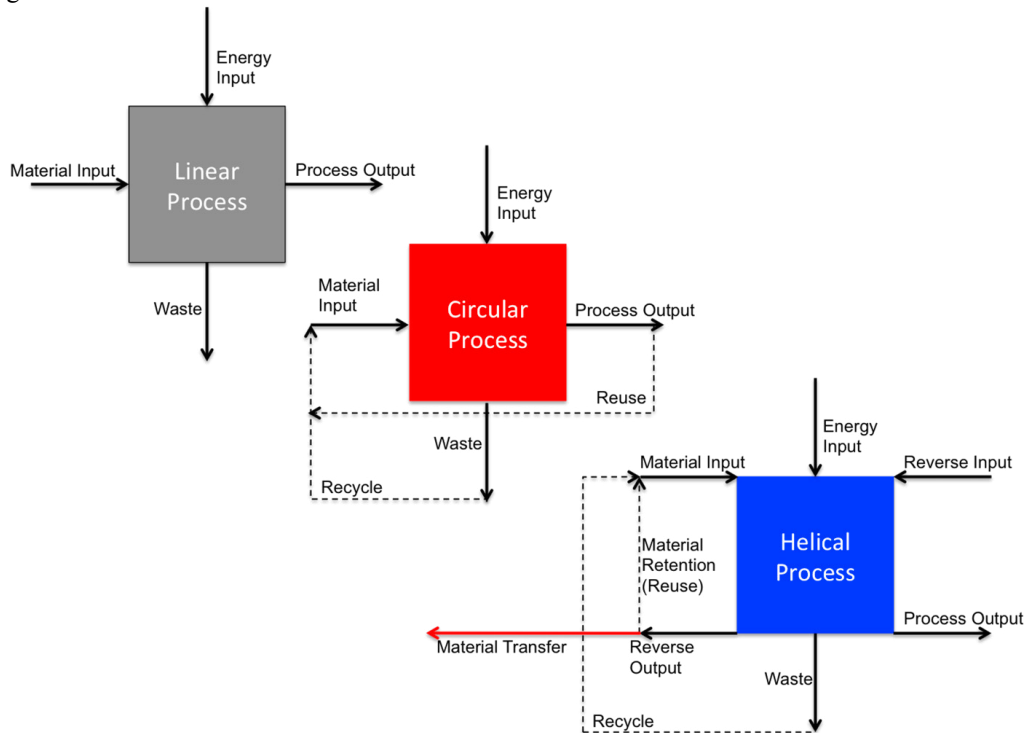 g
Energy
Input
Material Input
Linear
Process
Process Output
Waste
Energy
Input
Material
Input
Circular
Process
Process Output
Reuse
Waste
Recycle
Energy
Input
Material Input
Reverse Input
Material
Retention
(Reuse)
Helical
Process
Process Output
Material Transfer
Reverse
Output
Waste
Recycle